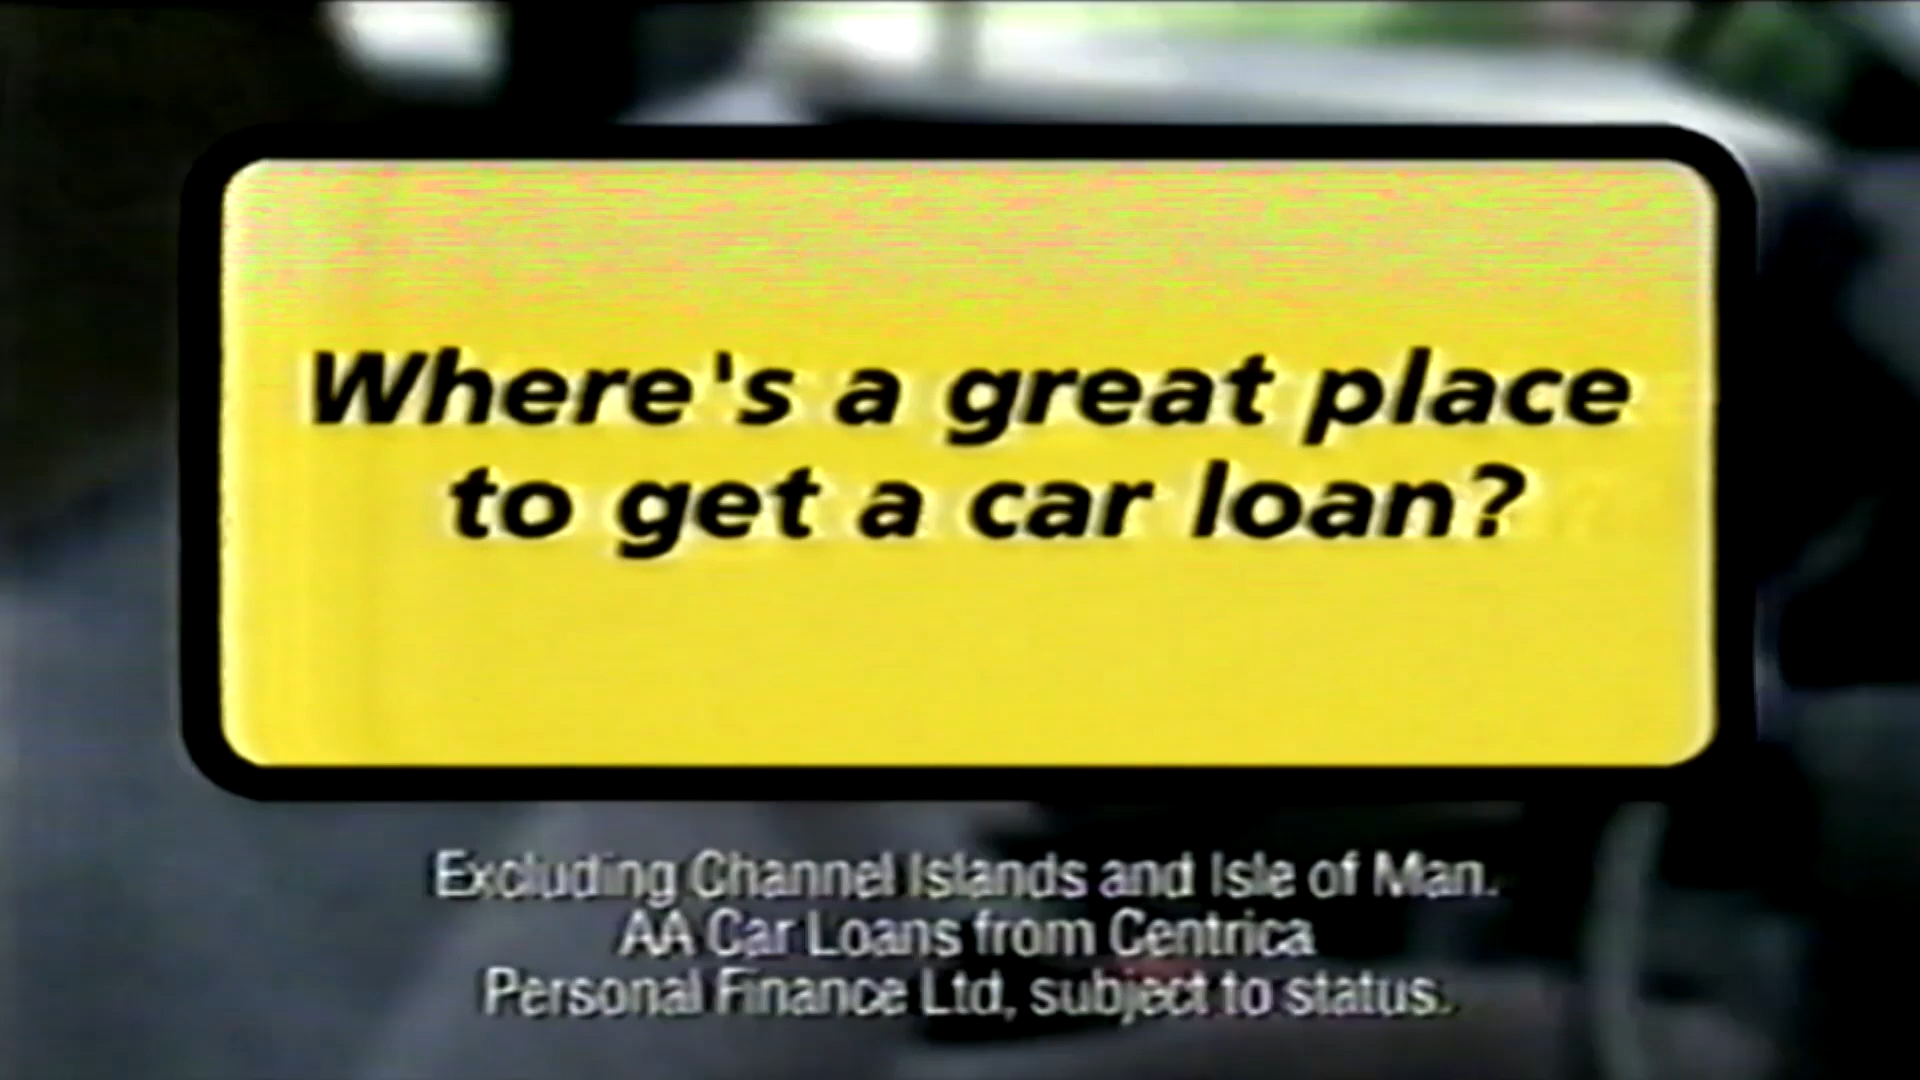 Where's a great place
to get a car loan?
Excluding Channel Islands and Isle of Man.
AA Car Loans from Centrica
Personal Finance Ltd, subject to status.